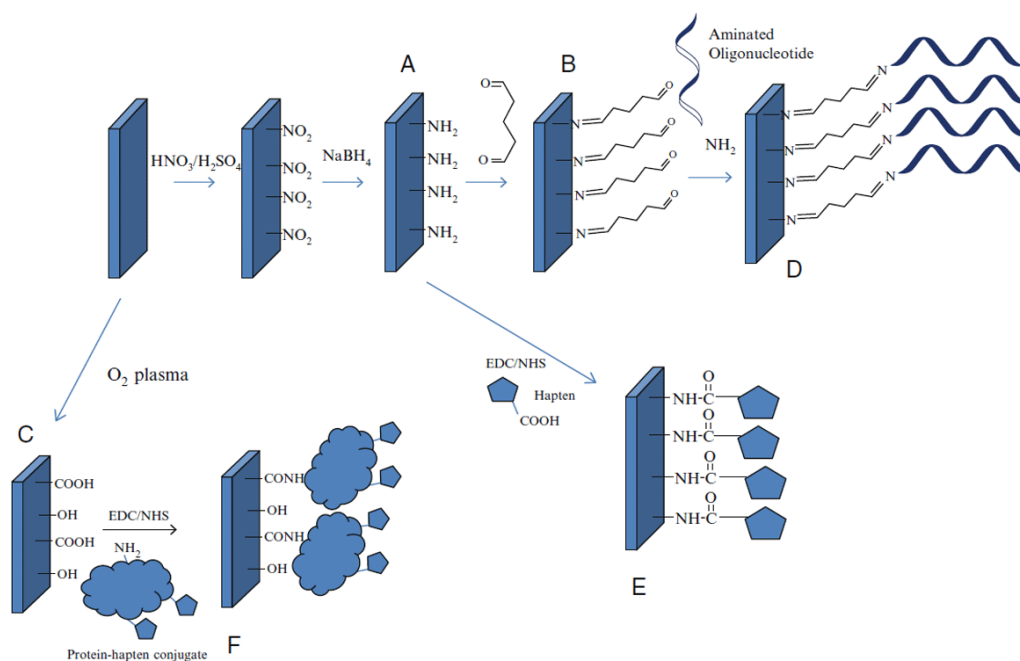 Aminated
Oligonucleotide
A
B
O
O
O
O
O
O
HNO3/H2SO4
NO2
NO2
NO2
NO2
NaBH4
NH2
NH2
NH2
NH2
N
N
N
N
NH2
N
N
N
N
N
N
N
N
D
O2 plasma
EDC/NHS
Hapten
COOH
O
NH-C
O
NH-C
O
NH-C
O
NH-C
E
C
COOH
OH
COOH
OH
EDC/NHS
NH2
Protein-hapten conjugate
CONH
OH
CONH
OH
F